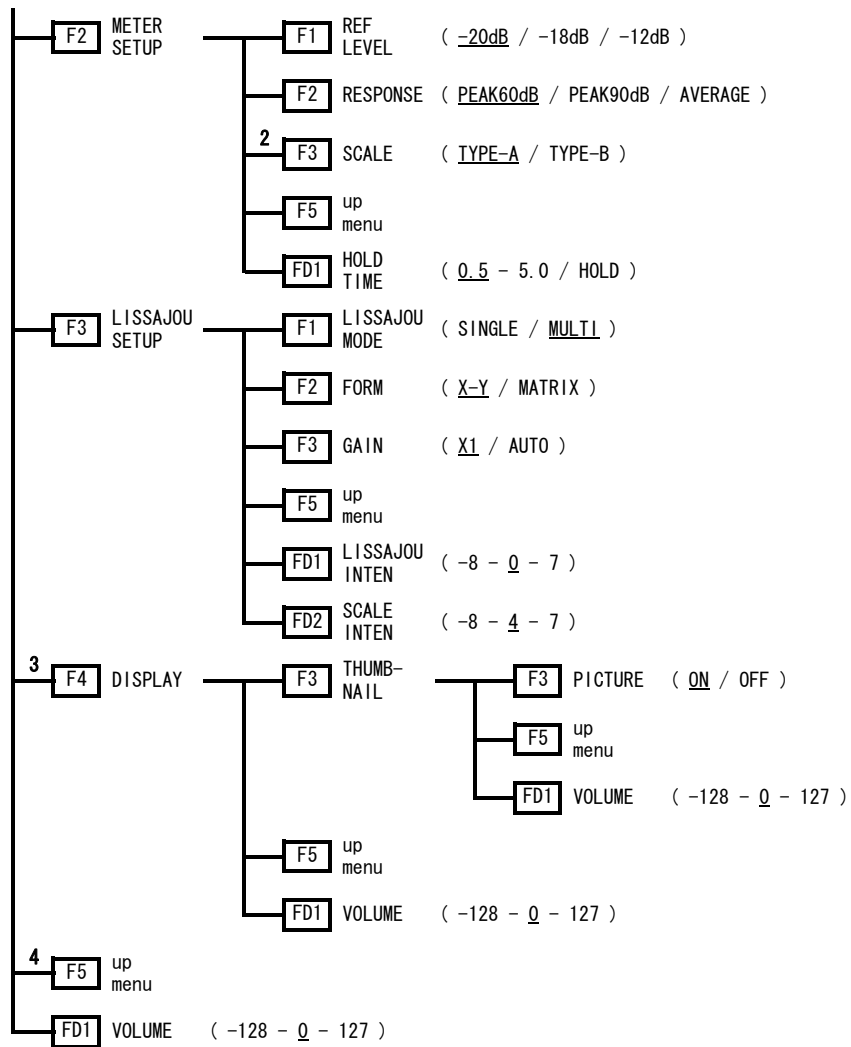 F2 METER SETUP F1 REF LEVEL ( -20dB / -18dB / -12dB )
F2 RESPONSE ( PEAK60dB / PEAK90dB / AVERAGE )
2 F3 SCALE ( TYPE-A / TYPE-B )
F5 up menu
FD1 HOLD TIME ( 0.5 - 5.0 / HOLD )
F3 LISSAJOU SETUP F1 LISSAJOU MODE ( SINGLE / MULTI )
F2 FORM ( X-Y / MATRIX )
F3 GAIN ( X1 / AUTO )
F5 up menu
FD1 LISSAJOU INTEN ( -8 - 0 - 7 )
FD2 SCALE INTEN ( -8 - 4 - 7 )
3 F4 DISPLAY F3 THUMB- NAIL F3 PICTURE ( ON / OFF )
F5 up menu
FD1 VOLUME ( -128 - 0 - 127 )
F5 up menu
FD1 VOLUME ( -128 - 0 - 127 )
4 F5 up menu
FD1 VOLUME ( -128 - 0 - 127 )